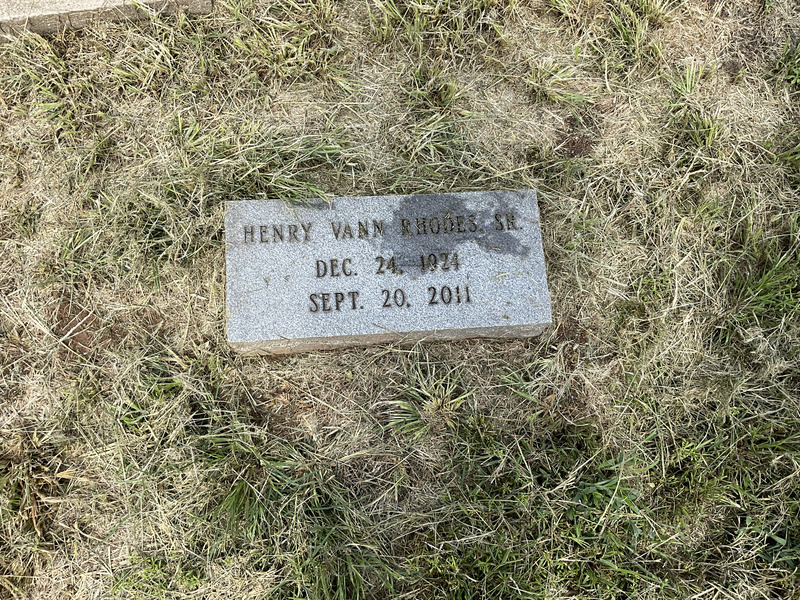 HENRY VANN RHODES, SR.
DEC. 24, 1924
SEPT. 20, 2011